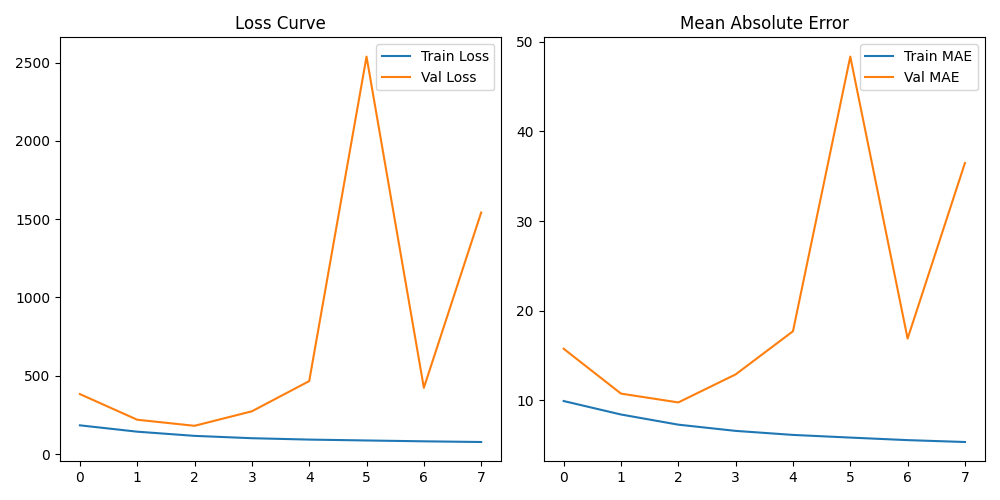 Loss Curve
Train Loss
Val Loss
2500
2000
1500
1000
500
0
0 1 2 3 4 5 6 7
Mean Absolute Error
Train MAE
Val MAE
50
40
30
20
10
0 1 2 3 4 5 6 7